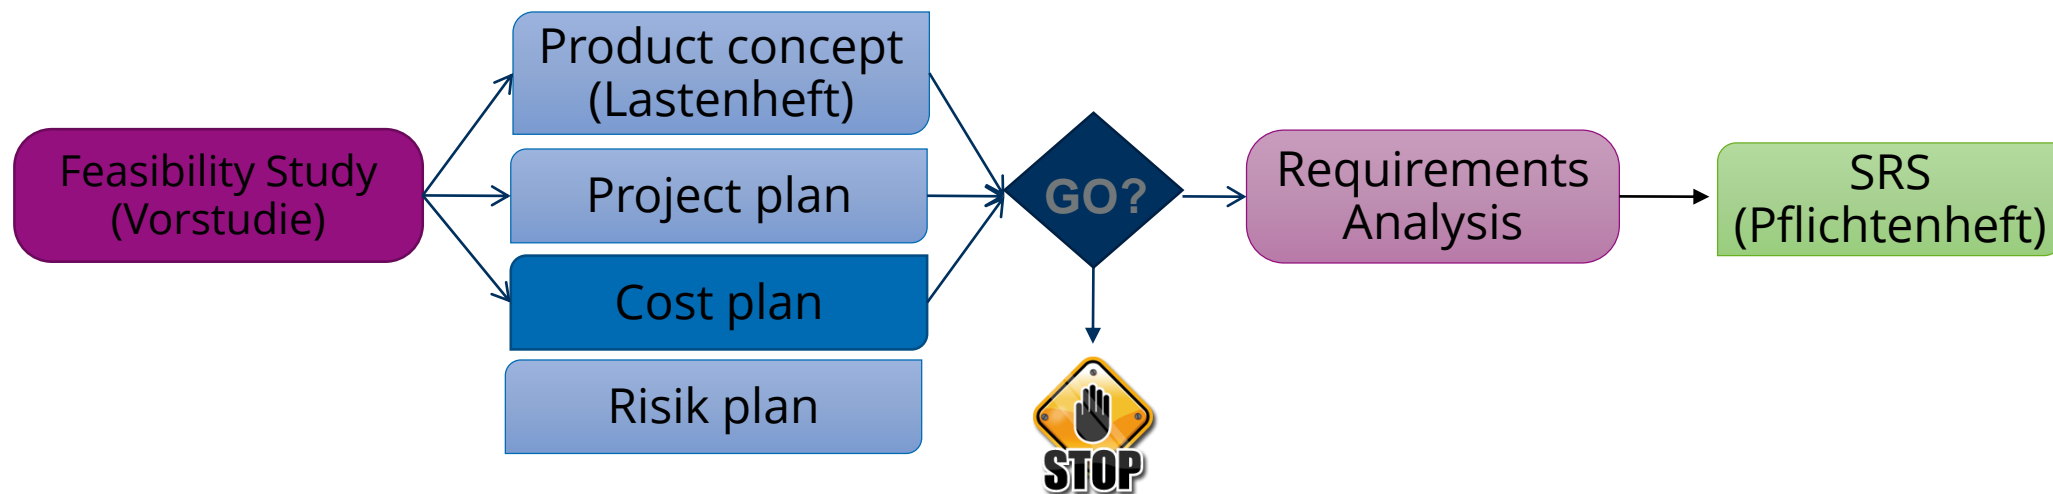 Feasibility Study
(Vorstudie)
Product concept
(Lastenheft)
Project plan
Cost plan
Risik plan
GO?
STOP
Requirements
Analysis
SRS
(Pflichtenheft)